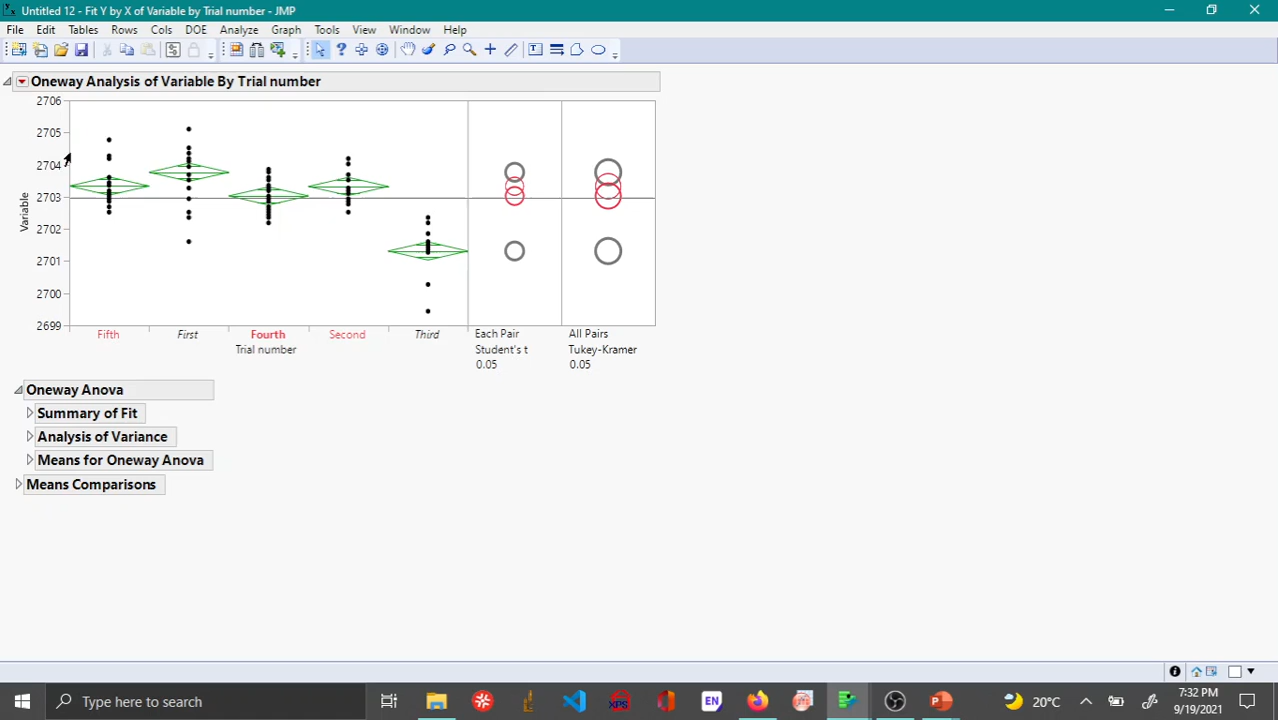 Untitled 12 - Fit Y by X of Variable by Trial number - JMP
File Edit Tables Rows Cols DOE Analyze Graph Tools View Window Help
Oneway Analysis of Variable By Trial number
2706
2705
2704
2703
2702
2701
2700
2699
Variable
Fifth First Fourth Second Third
Trial number
Each Pair
Student's t
0.05
All Pairs
Tukey-Kramer
0.05
Oneway Anova
Summary of Fit
Analysis of Variance
Means for Oneway Anova
Means Comparisons
Type here to search
EN
XPS
20°C
7:32 PM
9/19/2021